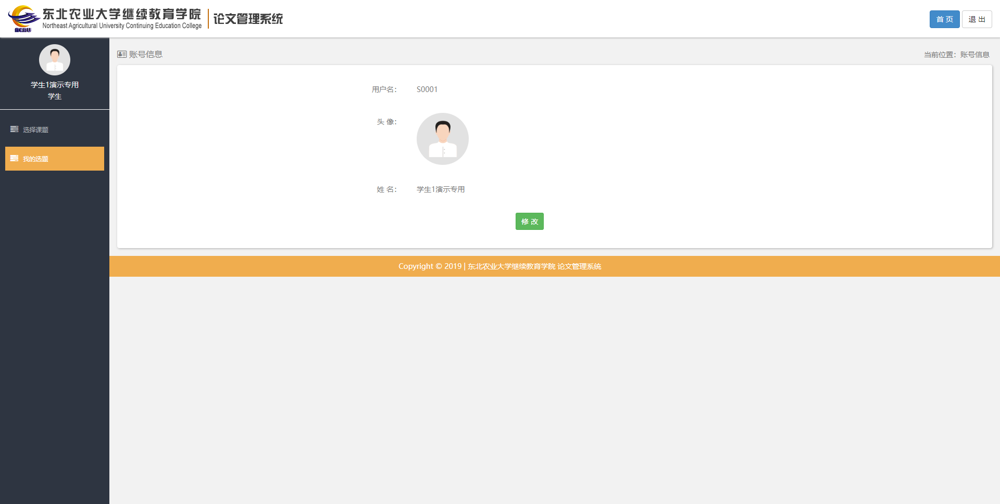 东北农业大学继续教育学院
Northeast Agricultural University Continuing Education College
论文管理系统
首 页
退 出
NEAU
学生1演示专用
学生
选择课题
我的选题
账号信息
当前位置：账号信息
用户名： S0001
头 像：
姓 名： 学生1演示专用
修 改
Copyright © 2019 | 东北农业大学继续教育学院 论文管理系统